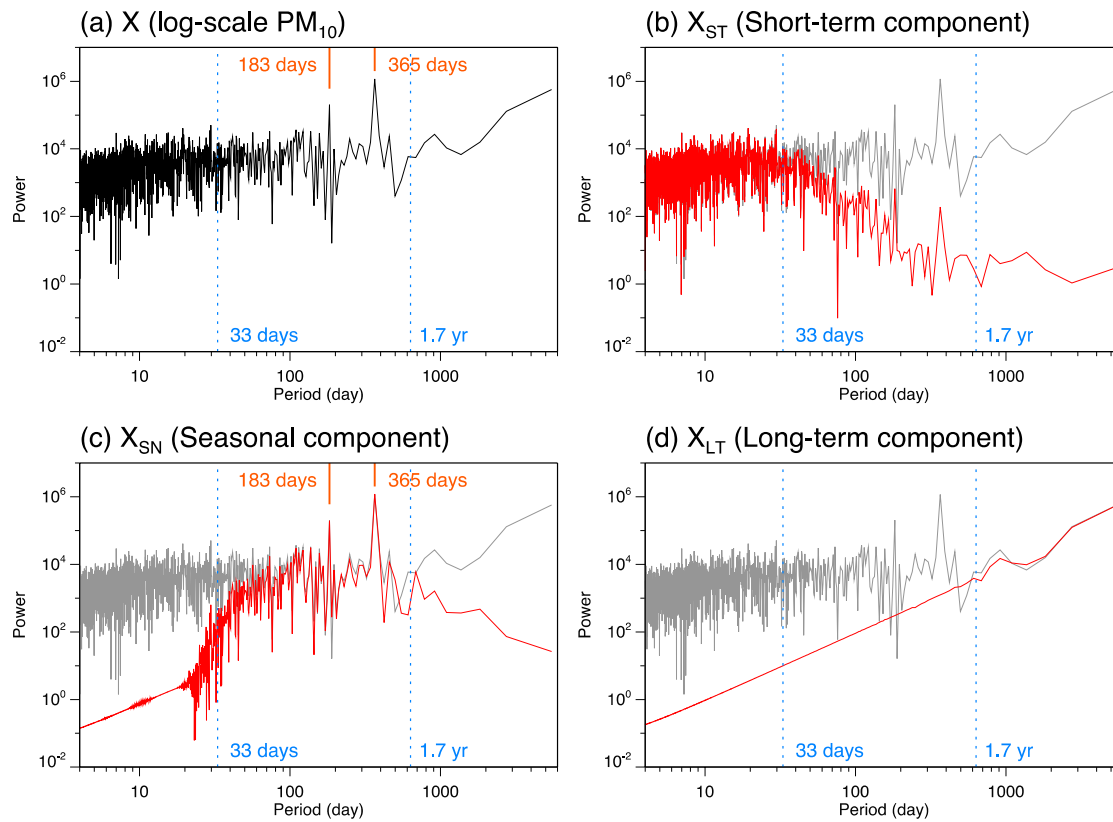 (a) X (log-scale PM10)
183 days
365 days
10^6
10^4
10^2
10^0
10^-2
Power
33 days
1.7 yr
10
100
1000
Period (day)
(b) XST (Short-term component)
10^6
10^4
10^2
10^0
10^-2
Power
33 days
1.7 yr
10
100
1000
Period (day)
(c) XSN (Seasonal component)
183 days
365 days
10^6
10^4
10^2
10^0
10^-2
Power
33 days
1.7 yr
10
100
1000
Period (day)
(d) XLT (Long-term component)
10^6
10^4
10^2
10^0
10^-2
Power
33 days
1.7 yr
10
100
1000
Period (day)